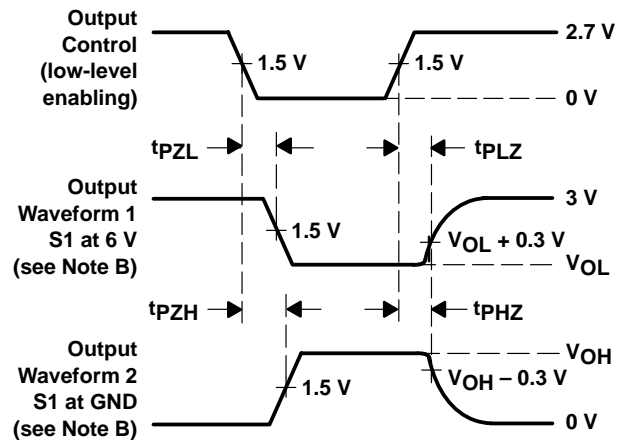 Output
Control
(low-level
enabling)
1.5 V
1.5 V
2.7 V
0 V
tPZL
tPLZ
Output
Waveform 1
S1 at 6 V
(see Note B)
1.5 V
3 V
VOL + 0.3 V
VOL
tPZH
tPHZ
Output
Waveform 2
S1 at GND
(see Note B)
1.5 V
VOH
VOH – 0.3 V
0 V